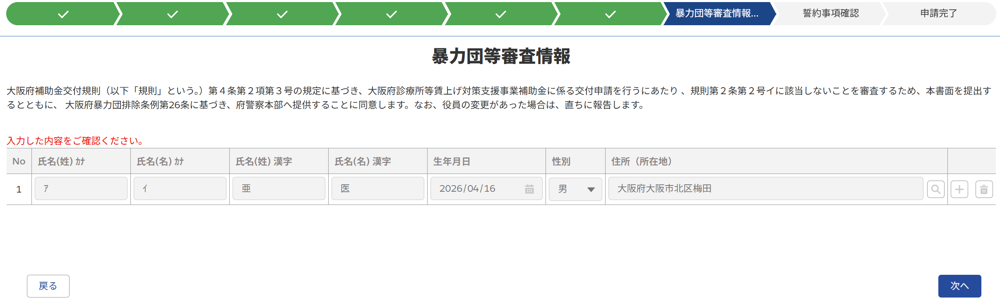 暴力団等審査情報... 誓約事項確認 申請完了
暴力団等審査情報
大阪府補助金交付規則（以下「規則」という。）第４条第２項第３号の規定に基づき、大阪府診療所等賃上げ対策支援事業補助金に係る交付申請を行うにあたり 、規則第２条第２号イに該当しないことを審査するため、本書面を提出す
るとともに、 大阪府暴力団排除条例第26条に基づき、府警察本部へ提供することに同意します。なお、役員の変更があった場合は、直ちに報告します。
入力した内容をご確認ください。
No 氏名(姓) ｶﾅ 氏名(名) ｶﾅ 氏名(姓) 漢字 氏名(名) 漢字 生年月日 性別 住所（所在地）
1 ｱ ｲ 亜 医 2026/04/16 男 大阪府大阪市北区梅田
戻る 次へ